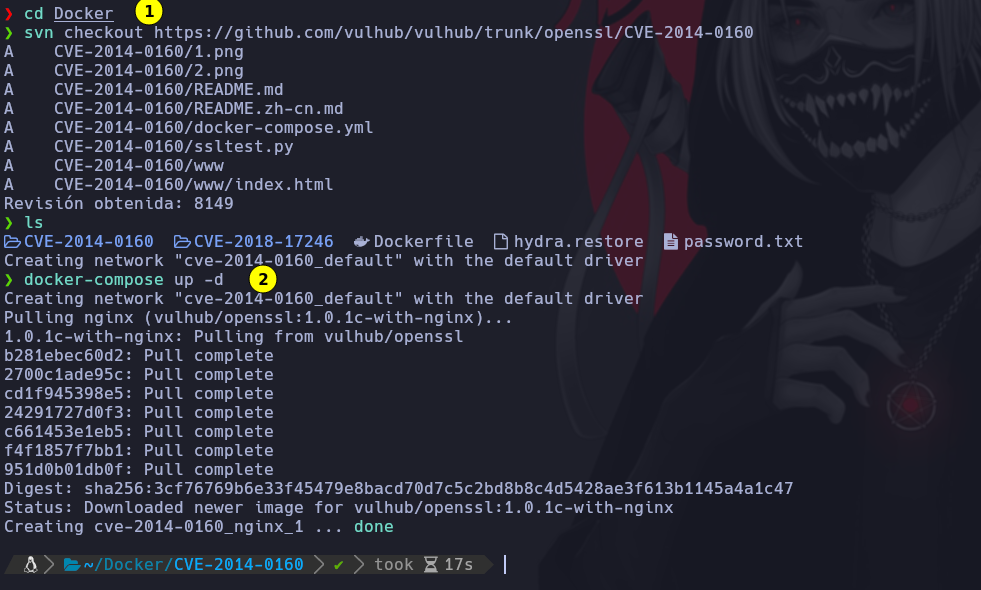 ❯ cd Docker 1
❯ svn checkout https://github.com/vulhub/vulhub/trunk/openssl/CVE-2014-0160
A    CVE-2014-0160/1.png
A    CVE-2014-0160/2.png
A    CVE-2014-0160/README.md
A    CVE-2014-0160/README.zh-cn.md
A    CVE-2014-0160/docker-compose.yml
A    CVE-2014-0160/ssltest.py
A    CVE-2014-0160/www
A    CVE-2014-0160/www/index.html
Revisión obtenida: 8149
❯ ls
CVE-2014-0160  CVE-2018-17246  Dockerfile  hydra.restore  password.txt
Creating network "cve-2014-0160_default" with the default driver
❯ docker-compose up -d 2
Creating network "cve-2014-0160_default" with the default driver
Pulling nginx (vulhub/openssl:1.0.1c-with-nginx)...
1.0.1c-with-nginx: Pulling from vulhub/openssl
b281ebec60d2: Pull complete
2700c1ade95c: Pull complete
cd1f945398e5: Pull complete
24291727d0f3: Pull complete
c661453e1eb5: Pull complete
f4f1857f7bb1: Pull complete
951d0b01db0f: Pull complete
Digest: sha256:3cf76769b6e33f45479e8bacd70d7c5c2bd8b8c4d5428ae3f613b1145a4a1c47
Status: Downloaded newer image for vulhub/openssl:1.0.1c-with-nginx
Creating cve-2014-0160_nginx_1 ... done
~/Docker/CVE-2014-0160 ✔ took 17s